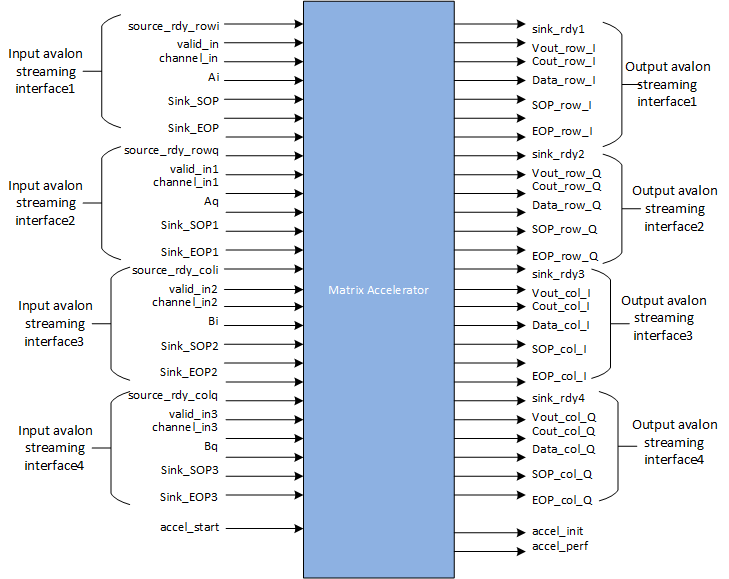 Input avalon
streaming
interface1
source_rdy_rowi
valid_in
channel_in
Ai
Sink_SOP
Sink_EOP
Input avalon
streaming
interface2
source_rdy_rowq
valid_in1
channel_in1
Aq
Sink_SOP1
Sink_EOP1
Input avalon
streaming
interface3
source_rdy_coli
valid_in2
channel_in2
Bi
Sink_SOP2
Sink_EOP2
Input avalon
streaming
interface4
source_rdy_colq
valid_in3
channel_in3
Bq
Sink_SOP3
Sink_EOP3
accel_start
Matrix Accelerator
sink_rdy1
Vout_row_I
Cout_row_I
Data_row_I
SOP_row_I
EOP_row_I
Output avalon
streaming
interface1
sink_rdy2
Vout_row_Q
Cout_row_Q
Data_row_Q
SOP_row_Q
EOP_row_Q
Output avalon
streaming
interface2
sink_rdy3
Vout_col_I
Cout_col_I
Data_col_I
SOP_col_I
EOP_col_I
Output avalon
streaming
interface3
sink_rdy4
Vout_col_Q
Cout_col_Q
Data_col_Q
SOP_col_Q
EOP_col_Q
Output avalon
streaming
interface4
accel_init
accel_perf